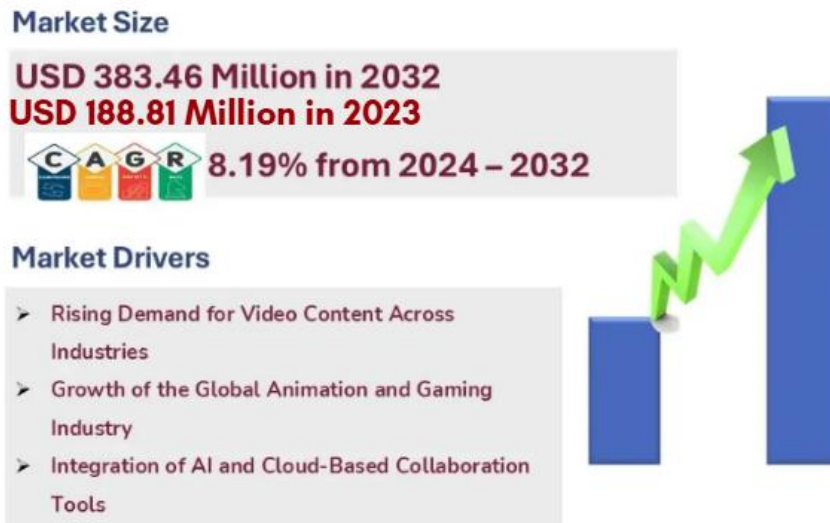 Market Size
USD 383.46 Million in 2032
USD 188.81 Million in 2023
C A G R 8.19% from 2024 – 2032
Market Drivers
➢ Rising Demand for Video Content Across
Industries
➢ Growth of the Global Animation and Gaming
Industry
➢ Integration of AI and Cloud-Based Collaboration
Tools